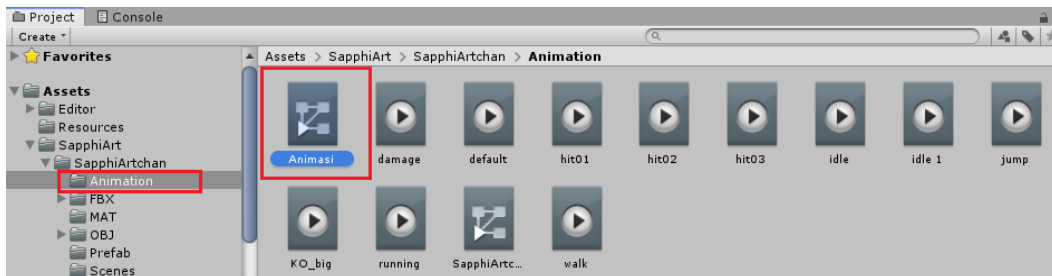 Project Console
Create
Favorites
Assets > SapphiArt > SapphiArtchan > Animation
Assets
Editor
Resources
SapphiArt
SapphiArtchan
Animation
FBX
MAT
OBJ
Prefab
Scenes
Animasi damage default hit01 hit02 hit03 idle idle 1 jump
KO_big running SapphiArtc... walk